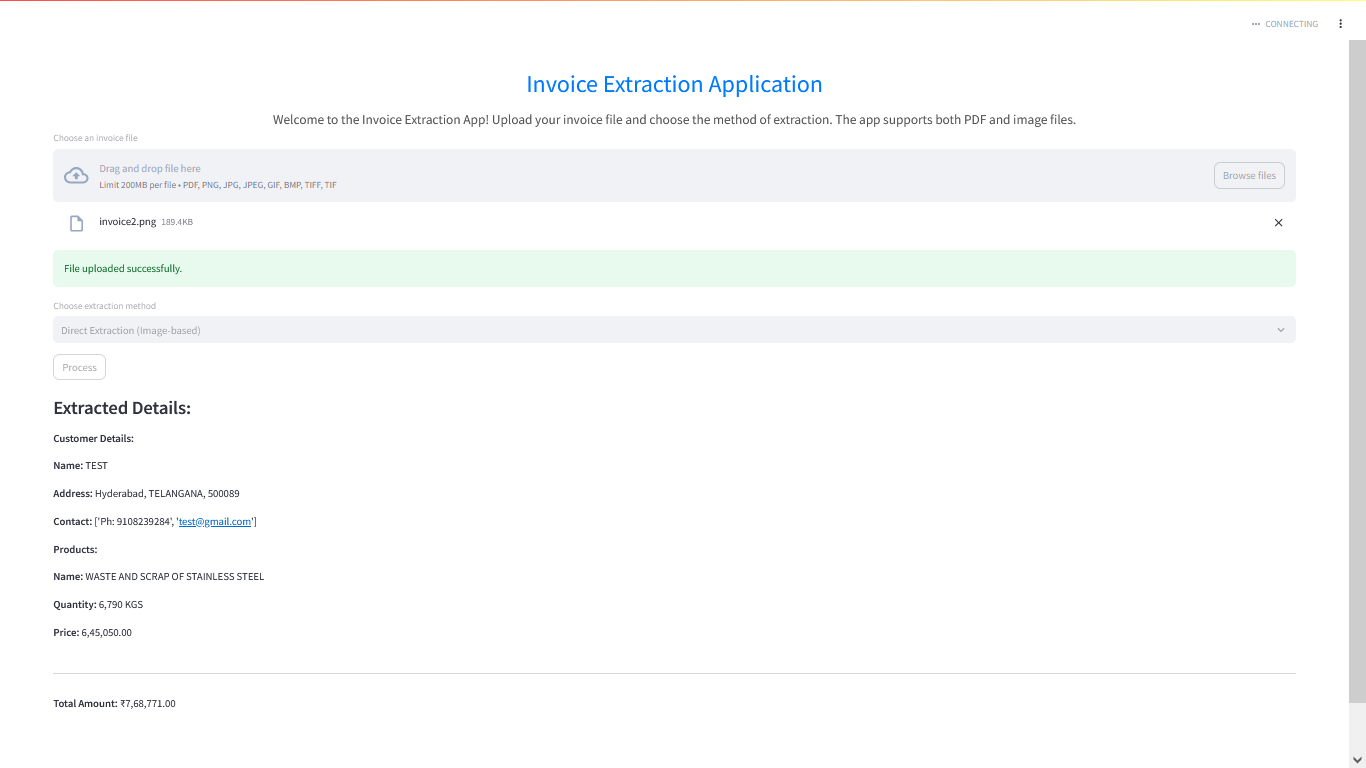 CONNECTING
Invoice Extraction Application
Welcome to the Invoice Extraction App! Upload your invoice file and choose the method of extraction. The app supports both PDF and image files.
Choose an invoice file
Drag and drop file here
Limit 200MB per file • PDF, PNG, JPG, JPEG, GIF, BMP, TIFF, TIF
Browse files
invoice2.png 189.4KB
File uploaded successfully.
Choose extraction method
Direct Extraction (Image-based)
Process
Extracted Details:
Customer Details:
Name: TEST
Address: Hyderabad, TELANGANA, 500089
Contact: ['Ph: 9108239284', 'test@gmail.com']
Products:
Name: WASTE AND SCRAP OF STAINLESS STEEL
Quantity: 6,790 KGS
Price: 6,45,050.00
Total Amount: ₹7,68,771.00